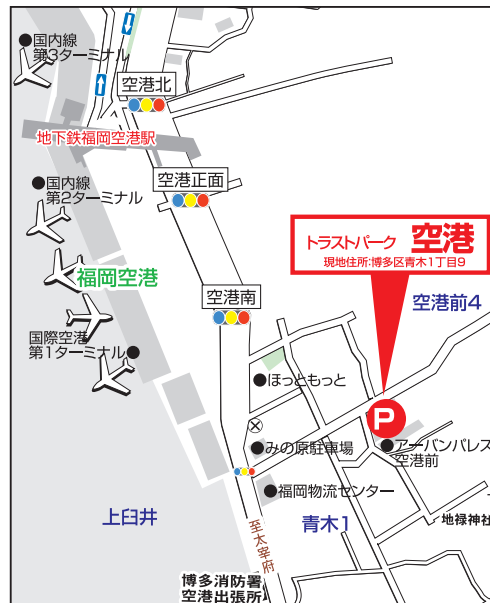 国内線
第3ターミナル
空港北
地下鉄福岡空港駅
国内線
第2ターミナル
空港正面
トラストパーク 空港
現地住所:博多区青木1丁目9
福岡空港
空港南
空港前4
国際空港
第1ターミナル
ほっともっと
P
みの原駐車場
アーバンパレス
空港前
福岡物流センター
上臼井
青木1
地禄神社
至太宰府
博多消防署
空港出張所